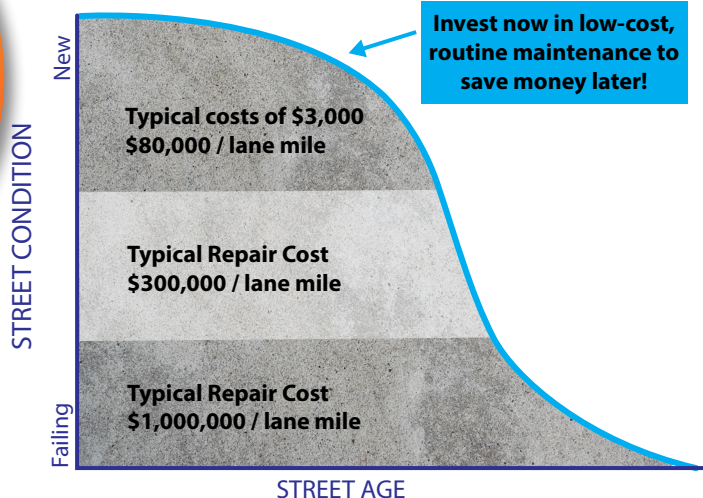 Invest now in low-cost,
routine maintenance to
save money later!
New
Typical costs of $3,000
$80,000 / lane mile
STREET CONDITION
Typical Repair Cost
$300,000 / lane mile
Typical Repair Cost
$1,000,000 / lane mile
Failing
STREET AGE